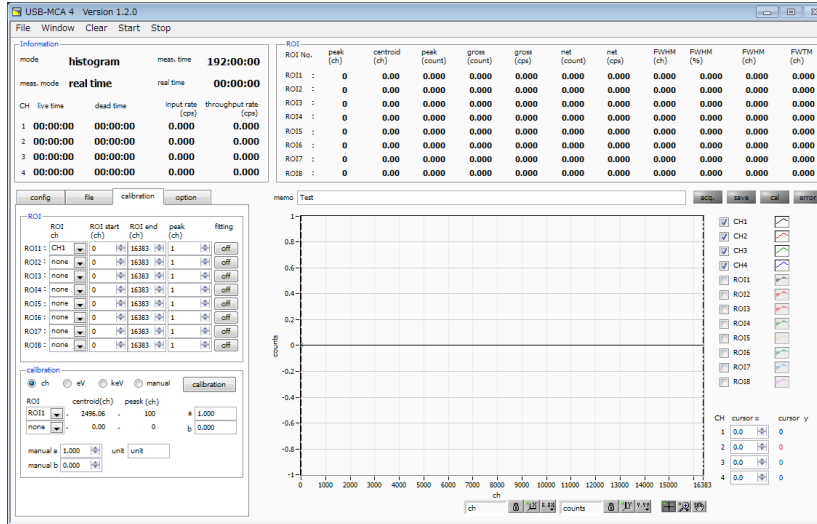 USB-MCA 4 Version 1.2.0
File Window Clear Start Stop
Information
mode histogram meas. time 192:00:00
meas. mode real time real time 00:00:00
CH live time dead time input rate (cps) throughput rate (cps)
1 00:00:00 00:00:00 0.000 0.000
2 00:00:00 00:00:00 0.000 0.000
3 00:00:00 00:00:00 0.000 0.000
4 00:00:00 00:00:00 0.000 0.000
ROI
ROI No. peak (ch) centroid (ch) peak (count) gross (count) gross (cps) net (count) net (cps) FWHM (ch) FWHM (%) FWHM (ch) FWTM (ch)
ROI1 : 0 0.00 0.000 0.000 0.000 0.000 0.000 0.000 0.000 0.000 0.000
ROI2 : 0 0.00 0.000 0.000 0.000 0.000 0.000 0.000 0.000 0.000 0.000
ROI3 : 0 0.00 0.000 0.000 0.000 0.000 0.000 0.000 0.000 0.000 0.000
ROI4 : 0 0.00 0.000 0.000 0.000 0.000 0.000 0.000 0.000 0.000 0.000
ROI5 : 0 0.00 0.000 0.000 0.000 0.000 0.000 0.000 0.000 0.000 0.000
ROI6 : 0 0.00 0.000 0.000 0.000 0.000 0.000 0.000 0.000 0.000 0.000
ROI7 : 0 0.00 0.000 0.000 0.000 0.000 0.000 0.000 0.000 0.000 0.000
ROI8 : 0 0.00 0.000 0.000 0.000 0.000 0.000 0.000 0.000 0.000 0.000
config file calibration option
ROI
ROI ch ROI start (ch) ROI end (ch) peak (ch) fitting
ROI1 : CH1 0 16383 1 off
ROI2 : none 0 16383 1 off
ROI3 : none 0 16383 1 off
ROI4 : none 0 16383 1 off
ROI5 : none 0 16383 1 off
ROI6 : none 0 16383 1 off
ROI7 : none 0 16383 1 off
ROI8 : none 0 16383 1 off
calibration
ch eV keV manual calibration
ROI centroid(ch) peask (ch)
ROI1 - 2496.06 - 100 a 1.000
none - 0.00 - 0 b 0.000
manual a 1.000 unit unit
manual b 0.000
memo Test acq. save cal error
counts
1
0.8
0.6
0.4
0.2
0
-0.2
-0.4
-0.6
-0.8
-1
0 1000 2000 3000 4000 5000 6000 7000 8000 9000 10000 11000 12000 13000 14000 16383
ch
ch counts
CH1
CH2
CH3
CH4
ROI1
ROI2
ROI3
ROI4
ROI5
ROI6
ROI7
ROI8
CH cursor x cursor y
1 0.0 0
2 0.0 0
3 0.0 0
4 0.0 0